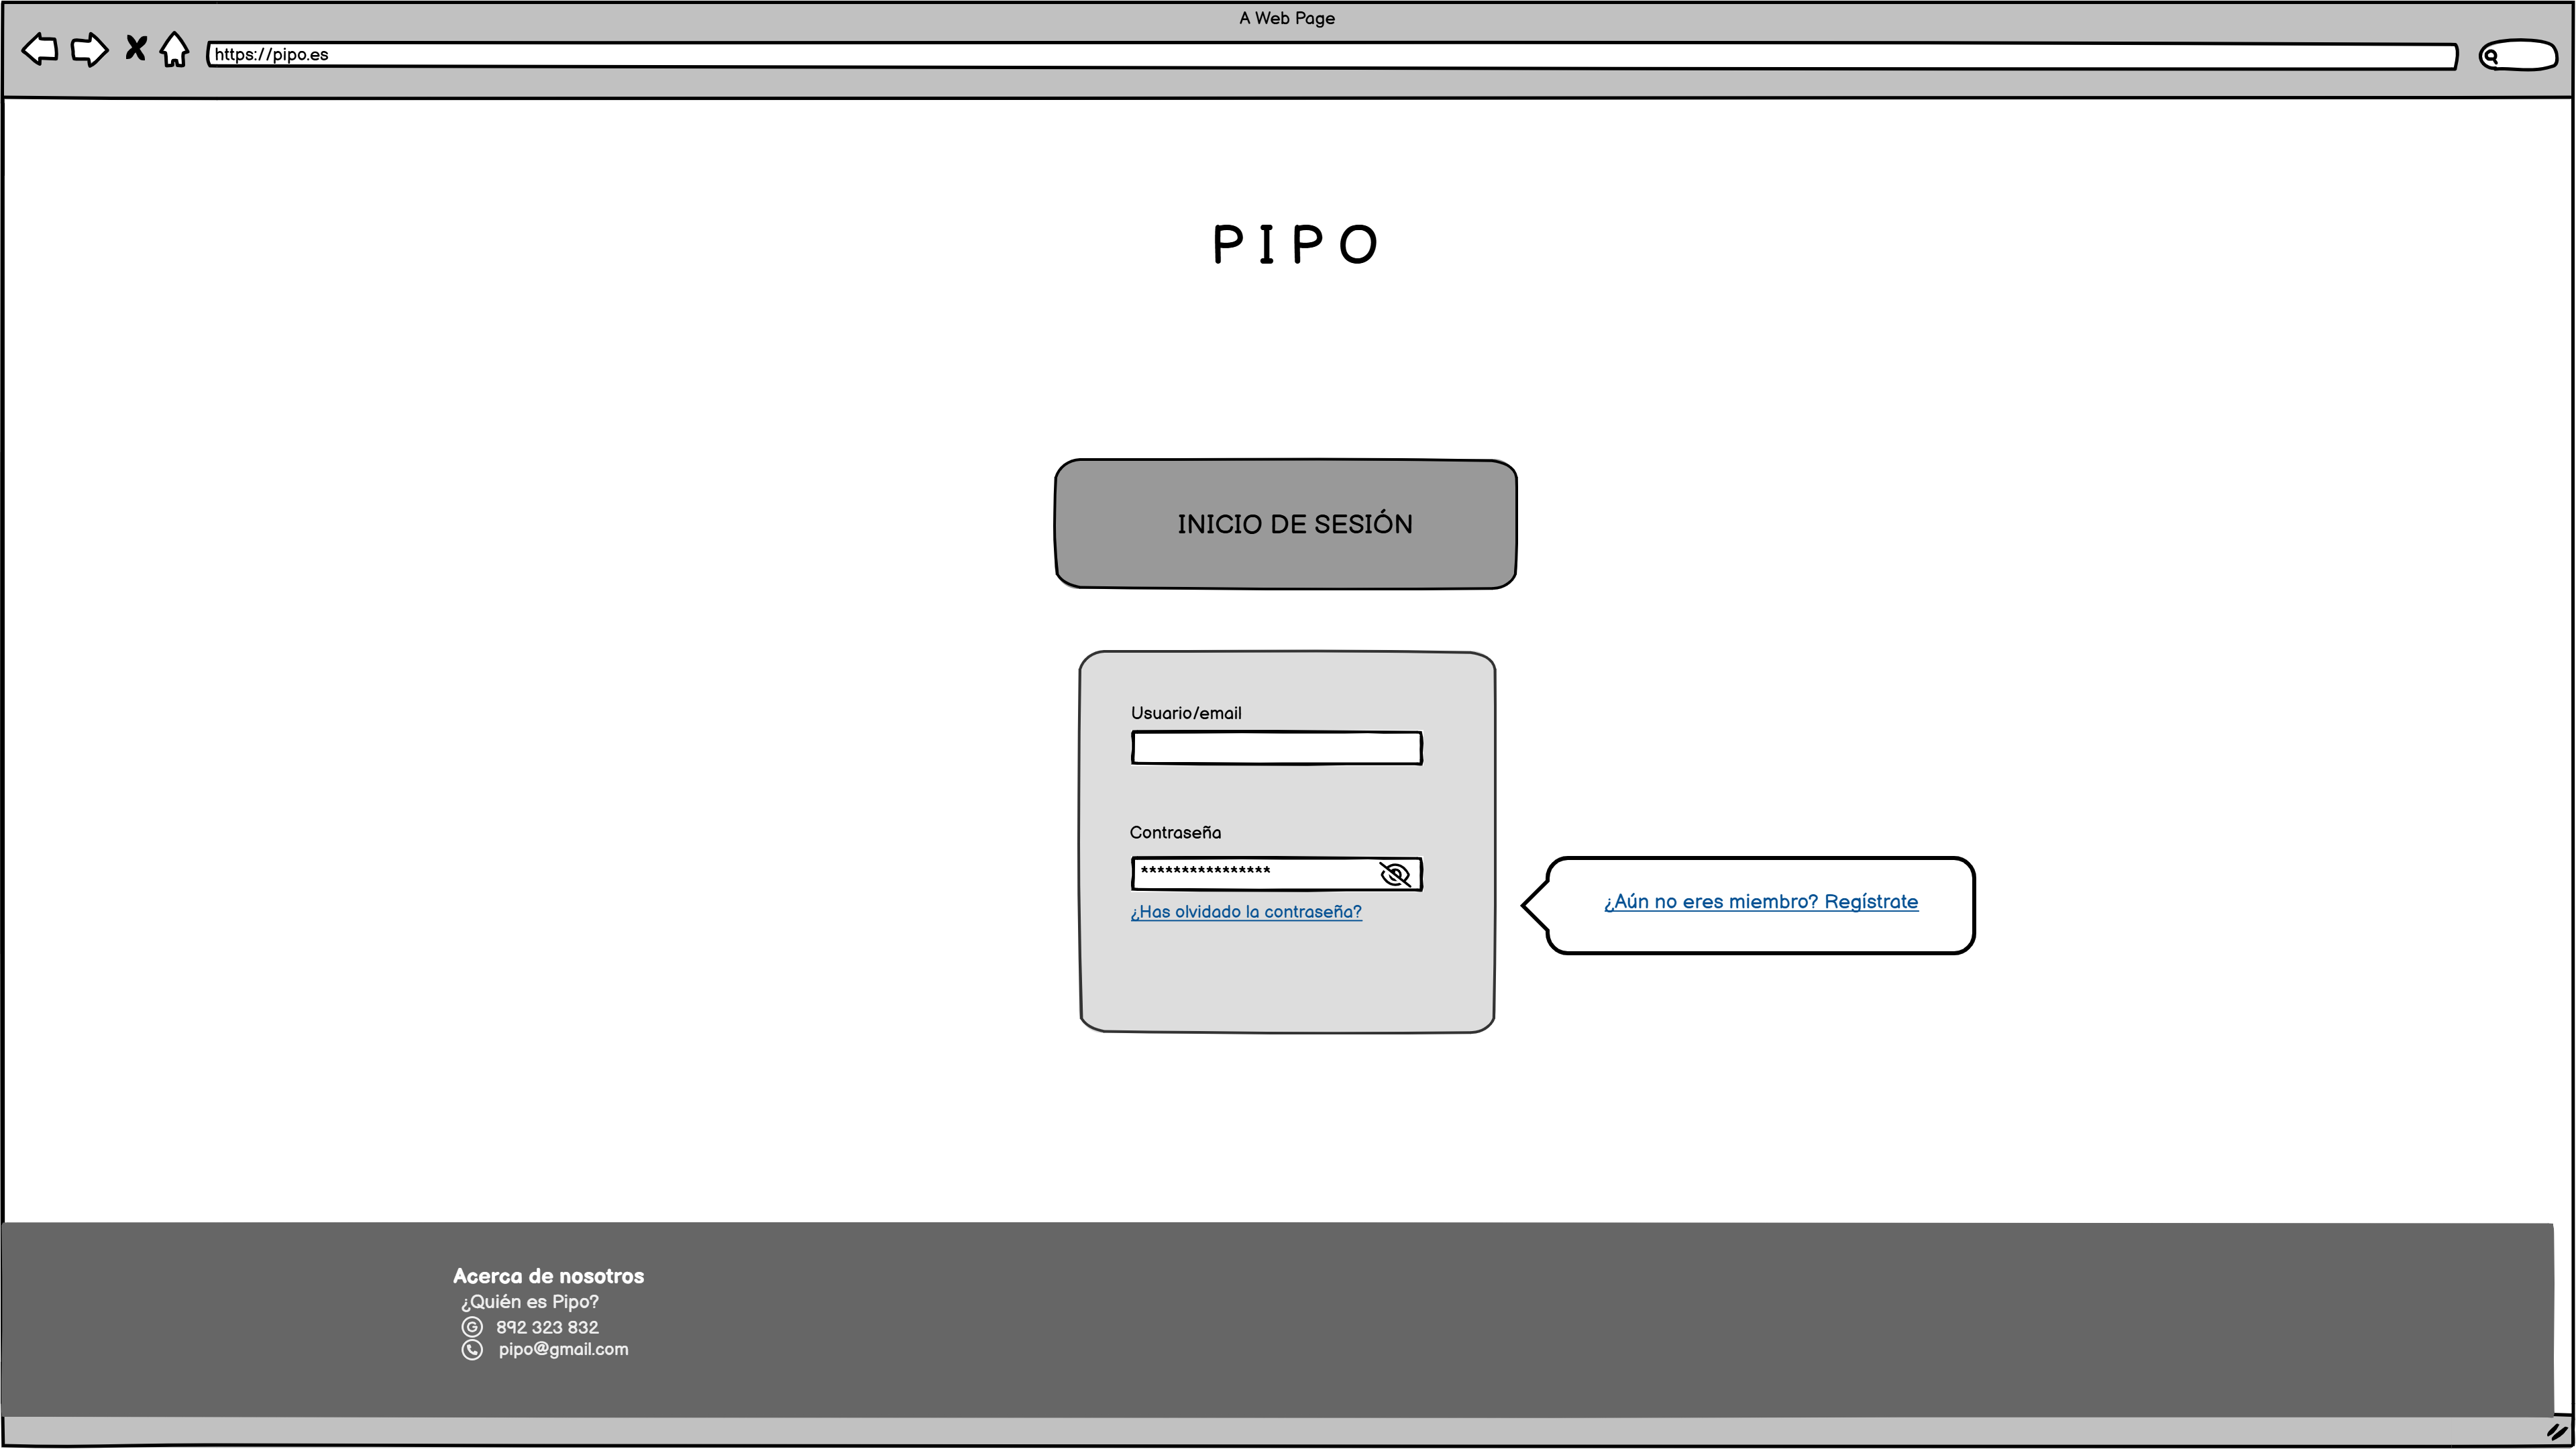 A Web Page
https://pipo.es
PIPO
INICIO DE SESIÓN
Usuario/email
Contraseña
****************
¿Has olvidado la contraseña?
¿Aún no eres miembro? Regístrate
Acerca de nosotros
¿Quién es Pipo?
G 892 323 832
pipo@gmail.com